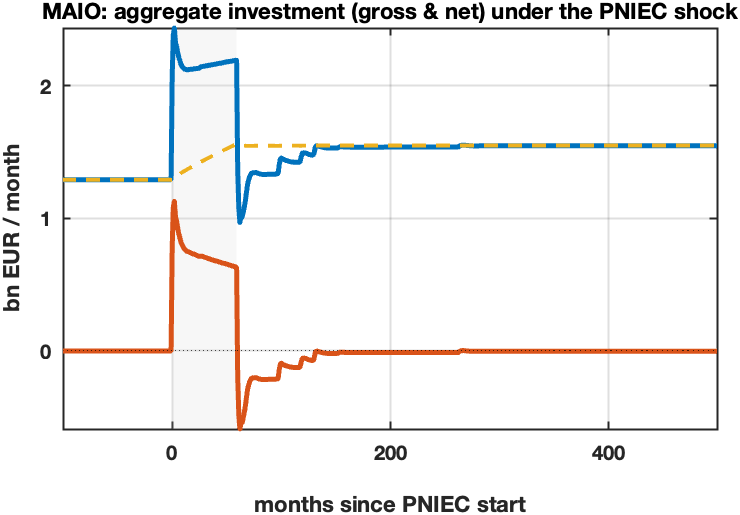 MAIO: aggregate investment (gross & net) under the PNIEC shock
bn EUR / month
2
1
0
0
200
400
months since PNIEC start